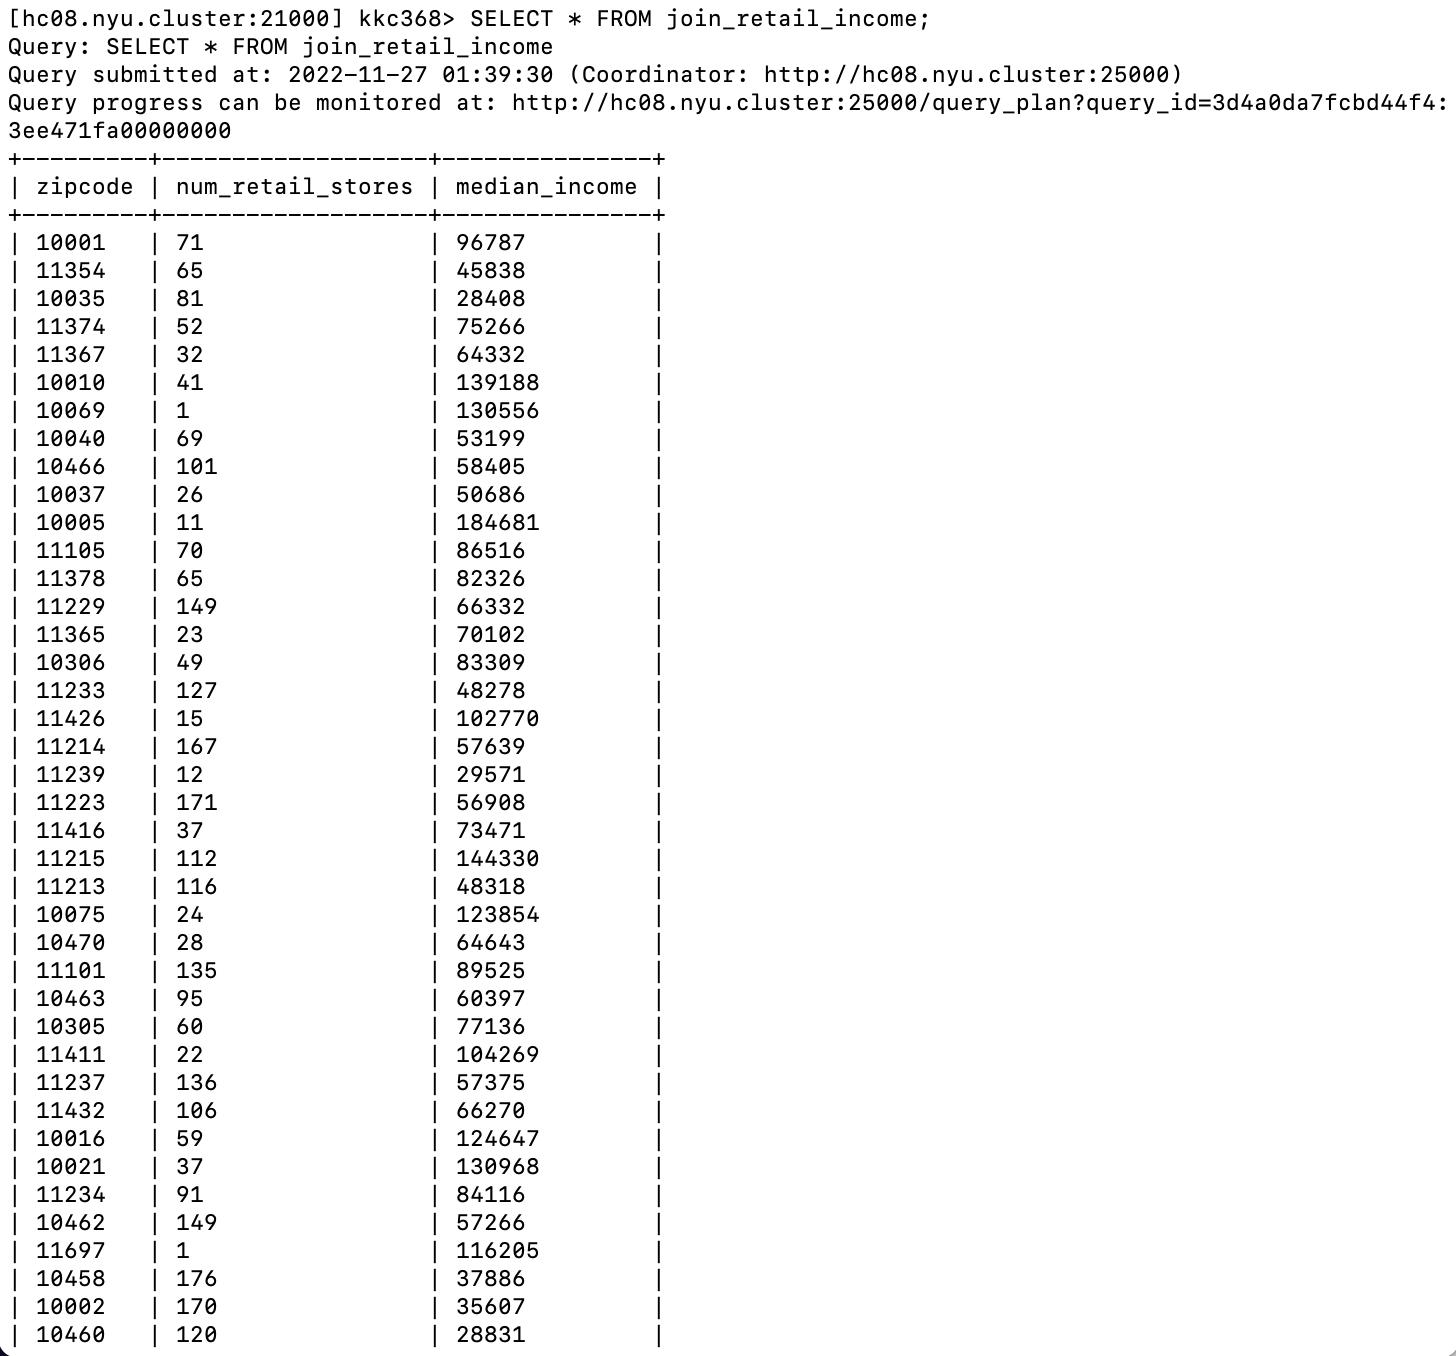 [hc08.nyu.cluster:21000] kkc368> SELECT * FROM join_retail_income;
Query: SELECT * FROM join_retail_income
Query submitted at: 2022-11-27 01:39:30 (Coordinator: http://hc08.nyu.cluster:25000)
Query progress can be monitored at: http://hc08.nyu.cluster:25000/query_plan?query_id=3d4a0da7fcbd44f4:
3ee471fa00000000
+---------+-------------------+---------------+
| zipcode | num_retail_stores | median_income |
+---------+-------------------+---------------+
| 10001   | 71                | 96787         |
| 11354   | 65                | 45838         |
| 10035   | 81                | 28408         |
| 11374   | 52                | 75266         |
| 11367   | 32                | 64332         |
| 10010   | 41                | 139188        |
| 10069   | 1                 | 130556        |
| 10040   | 69                | 53199         |
| 10466   | 101               | 58405         |
| 10037   | 26                | 50686         |
| 10005   | 11                | 184681        |
| 11105   | 70                | 86516         |
| 11378   | 65                | 82326         |
| 11229   | 149               | 66332         |
| 11365   | 23                | 70102         |
| 10306   | 49                | 83309         |
| 11233   | 127               | 48278         |
| 11426   | 15                | 102770        |
| 11214   | 167               | 57639         |
| 11239   | 12                | 29571         |
| 11223   | 171               | 56908         |
| 11416   | 37                | 73471         |
| 11215   | 112               | 144330        |
| 11213   | 116               | 48318         |
| 10075   | 24                | 123854        |
| 10470   | 28                | 64643         |
| 11101   | 135               | 89525         |
| 10463   | 95                | 60397         |
| 10305   | 60                | 77136         |
| 11411   | 22                | 104269        |
| 11237   | 136               | 57375         |
| 11432   | 106               | 66270         |
| 10016   | 59                | 124647        |
| 10021   | 37                | 130968        |
| 11234   | 91                | 84116         |
| 10462   | 149               | 57266         |
| 11697   | 1                 | 116205        |
| 10458   | 176               | 37886         |
| 10002   | 170               | 35607         |
| 10460   | 120               | 28831         |